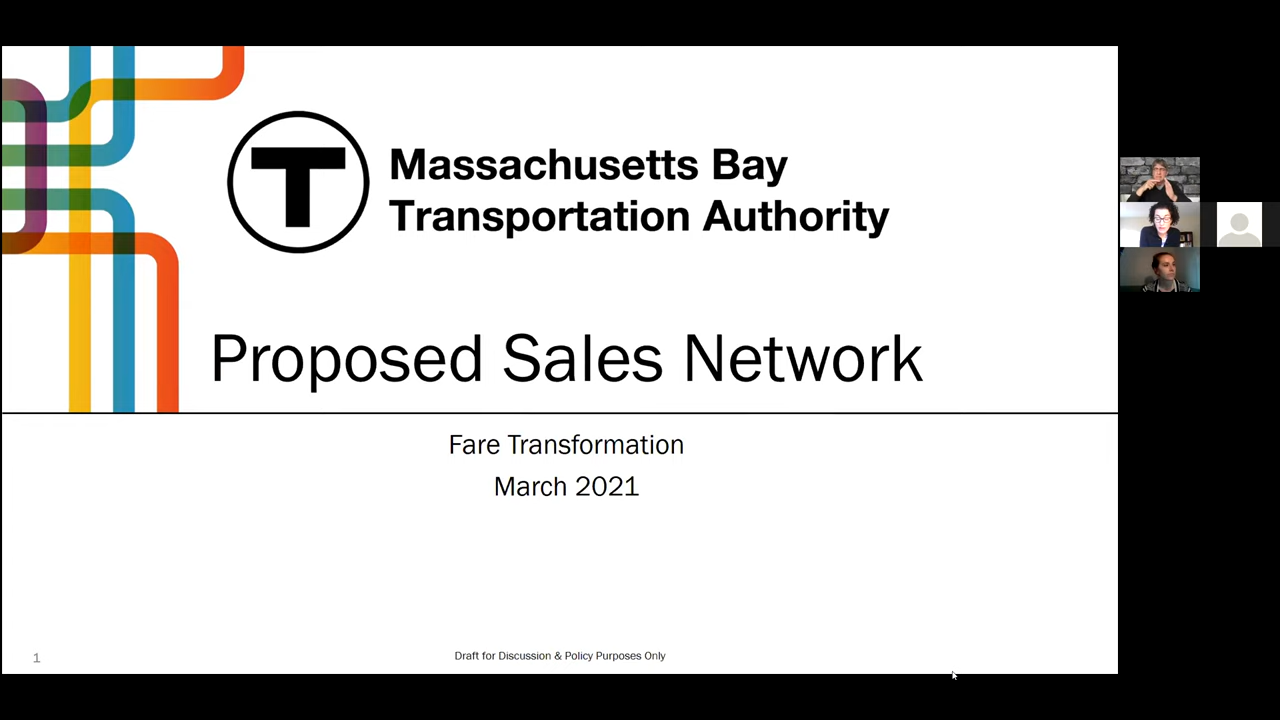 T
Massachusetts Bay
Transportation Authority
Proposed Sales Network
Fare Transformation
March 2021
1
Draft for Discussion & Policy Purposes Only